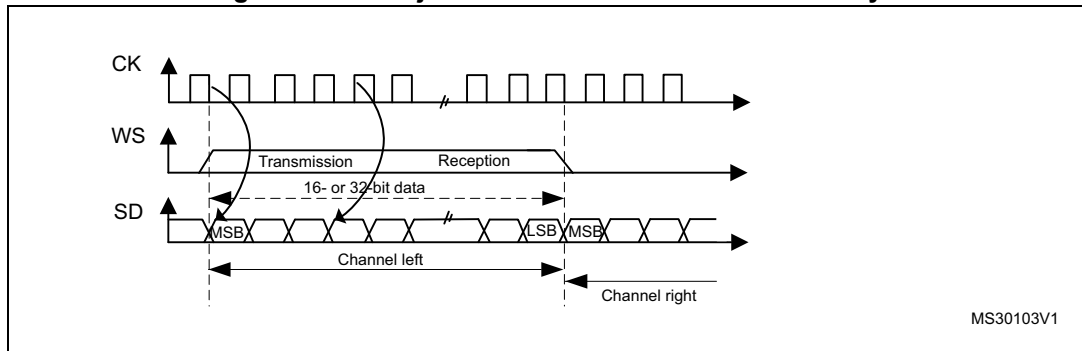 CK
WS
Transmission Reception
16- or 32-bit data
SD
MSB LSB MSB
Channel left
Channel right
MS30103V1